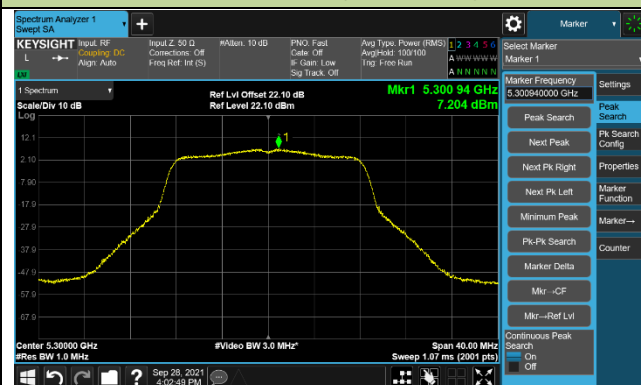 Spectrum Analyzer 1
Swept SA
+
Marker
KEYSIGHT
L
Input: RF
Coupling: DC
Align: Auto
Input Z: 50 Ω
Corrections: Off
Freq Ref: Int (S)
#Atten: 10 dB
PNO: Fast
Gate: Off
IF Gain: Low
Sig Track: Off
Avg Type: Power (RMS)
Avg|Hold: 100/100
Trig: Free Run
1 2 3 4 5 6
A W W W W W
A N N N N N
Select Marker
Marker 1
1 Spectrum
Scale/Div 10 dB
Log
Ref Lvl Offset 22.10 dB
Ref Level 22.10 dBm
Mkr1 5.300 94 GHz
7.204 dBm
1
12.1
2.10
-7.90
-17.9
-27.9
-37.9
-47.9
-57.9
-67.9
Center 5.30000 GHz
#Res BW 1.0 MHz
#Video BW 3.0 MHz*
Span 40.00 MHz
Sweep 1.07 ms (2001 pts)
Marker Frequency
5.300940000 GHz
Peak Search
Next Peak
Next Pk Right
Next Pk Left
Minimum Peak
Pk-Pk Search
Marker Delta
Mkr→CF
Mkr→Ref Lvl
Continuous Peak
Search
On
Off
Settings
Peak
Search
Pk Search
Config
Properties
Marker
Function
Marker→
Counter
?
Sep 28, 2021
4:02:49 PM